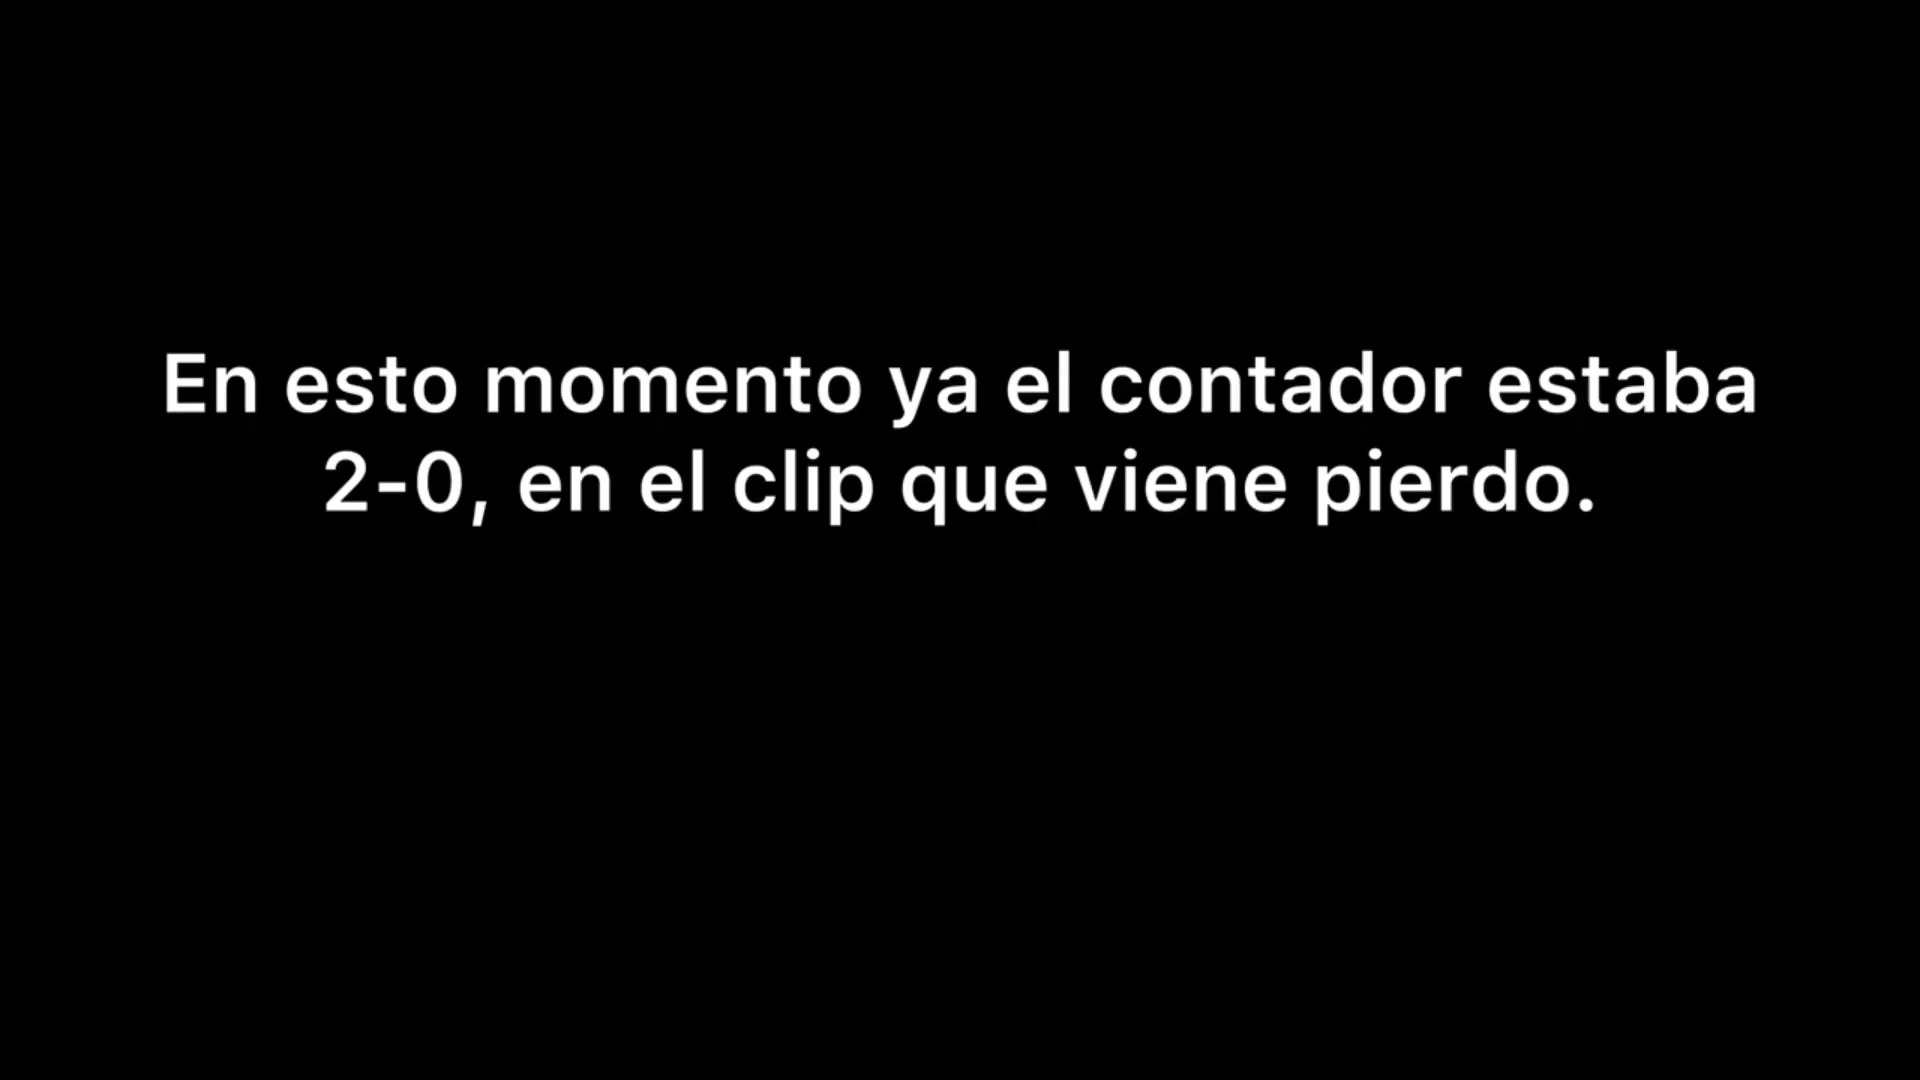 En esto momento ya el contador estaba
2-0, en el clip que viene pierdo.